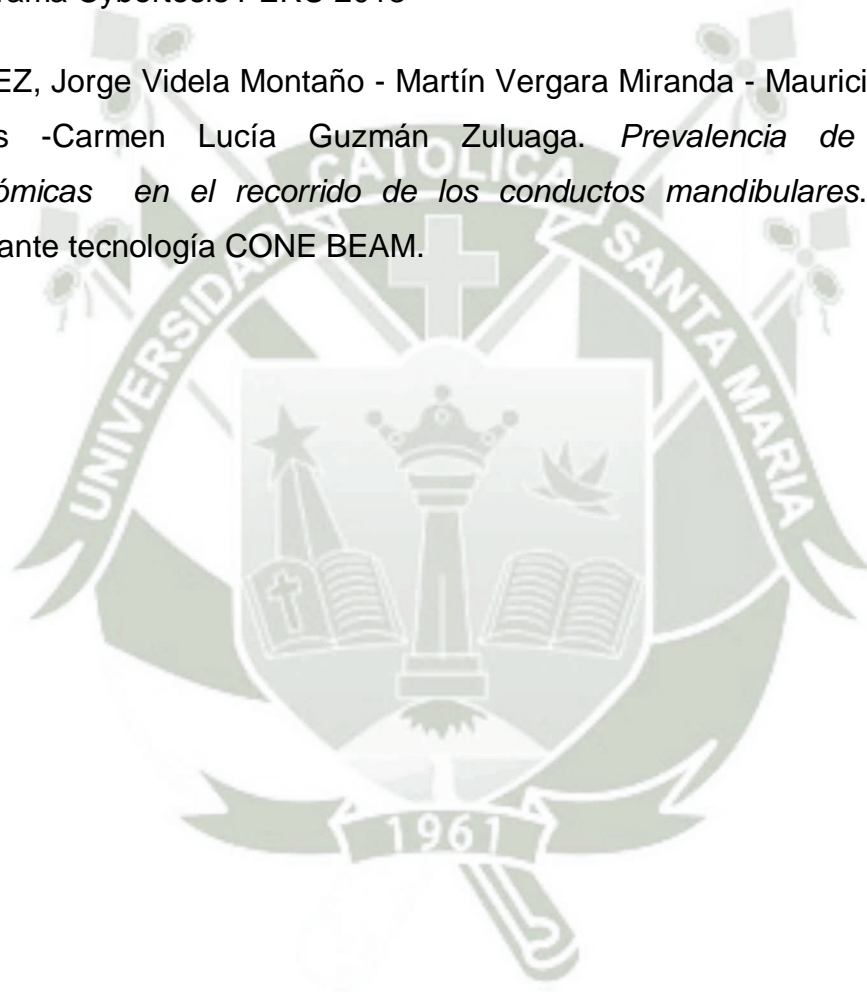 EZ, Jorge Videla Montaño - Martín Vergara Miranda - Maurici
s -Carmen Lucía Guzmán Zuluaga. Prevalencia de
ómicas en el recorrido de los conductos mandibulares.
ante tecnología CONE BEAM.
UNIVERSIDAD CATOLICA SANTA MARIA
1961